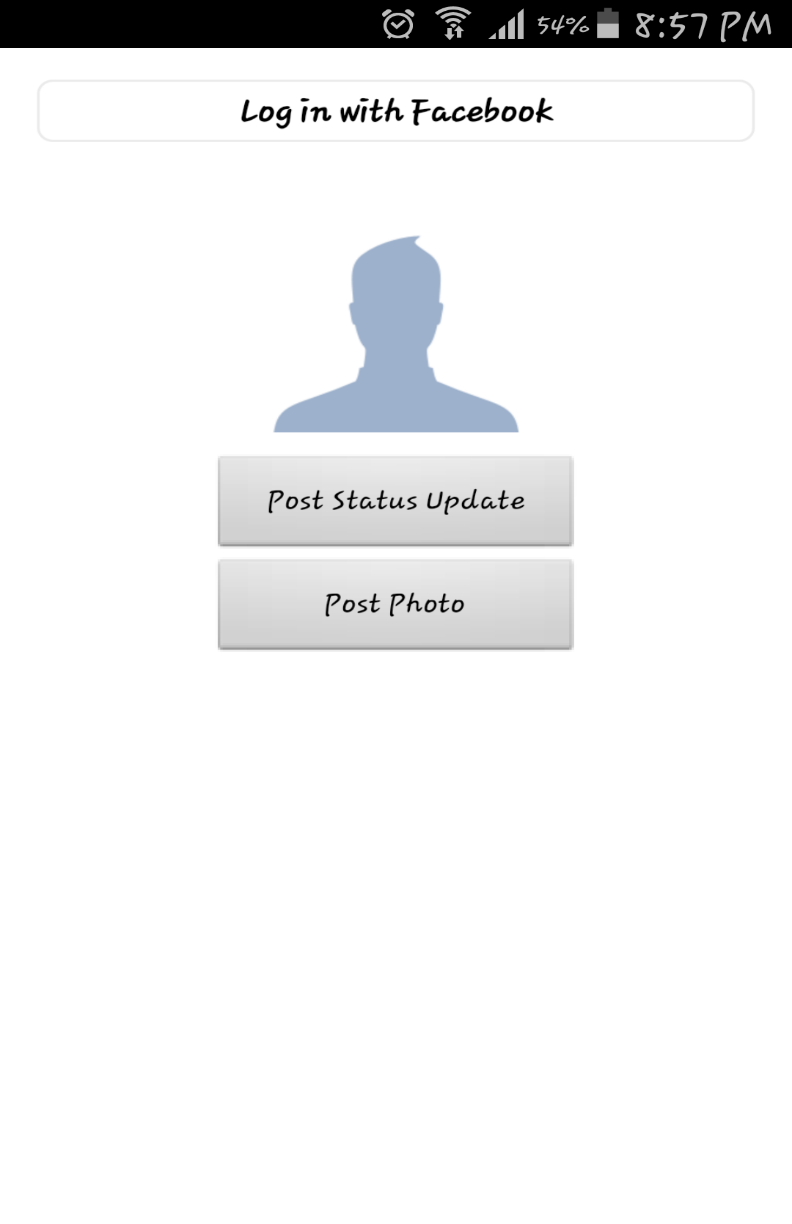 54% 8:57 PM
Log in with Facebook
Post Status Update
Post Photo